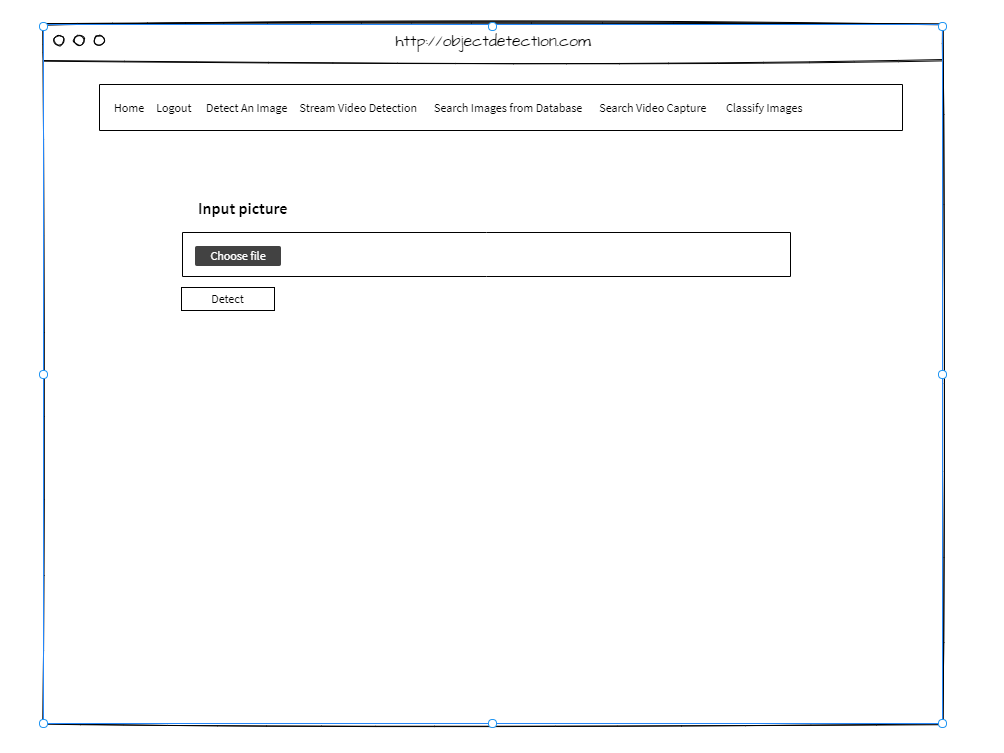 http://objectdetection.com
Home Logout Detect An Image Stream Video Detection Search Images from Database Search Video Capture Classify Images
Input picture
Choose file
Detect